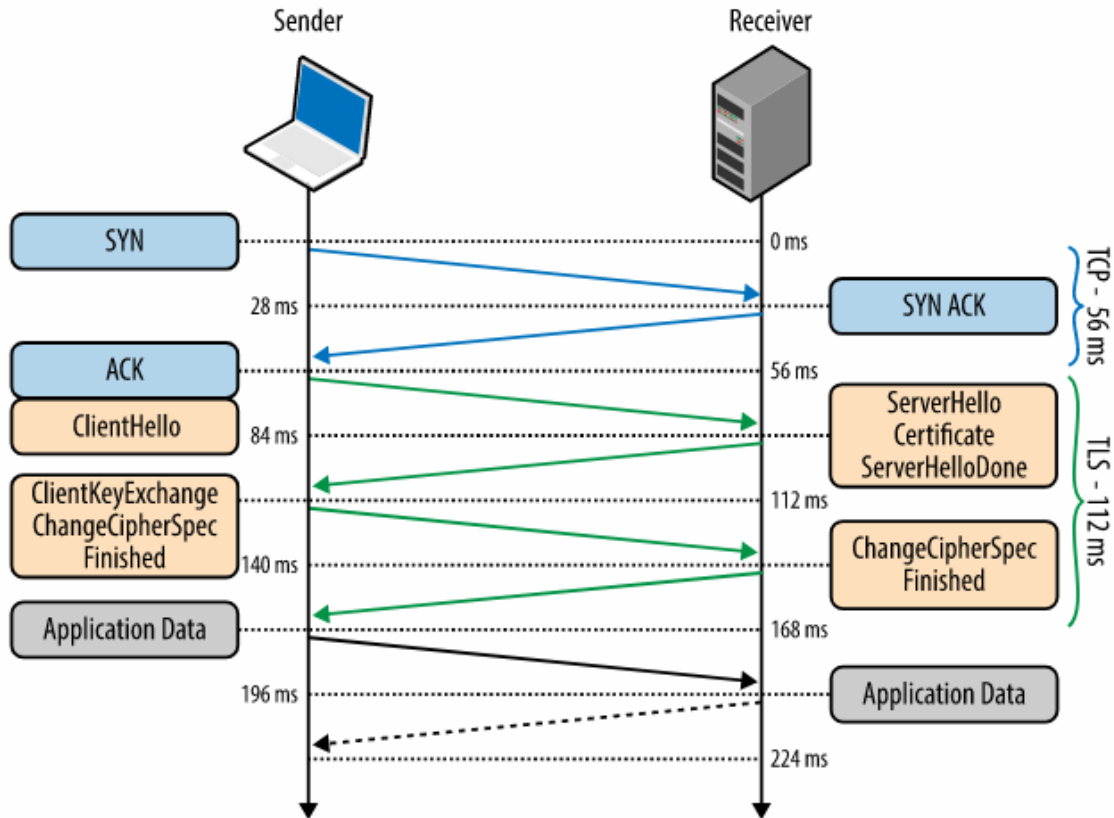 Sender
Receiver
SYN
0 ms
28 ms
SYN ACK
TCP - 56 ms
ACK
56 ms
ClientHello
84 ms
ServerHello
Certificate
ServerHelloDone
TLS - 112 ms
ClientKeyExchange
ChangeCipherSpec
Finished
112 ms
140 ms
ChangeCipherSpec
Finished
Application Data
168 ms
196 ms
Application Data
224 ms